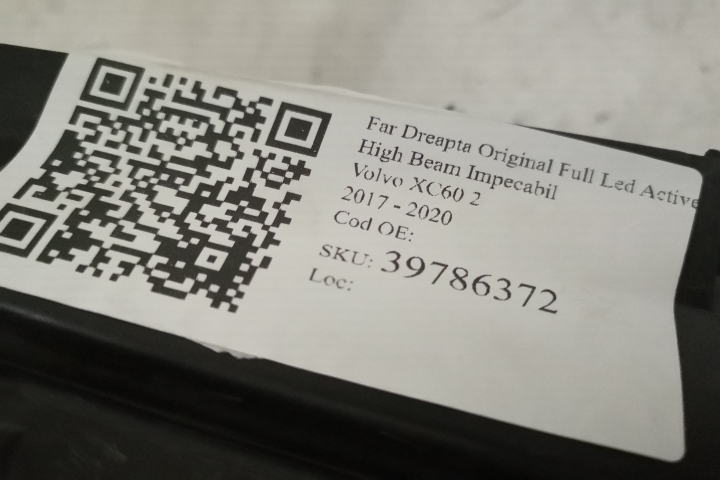 Far Dreapta Original Full Led Active
High Beam Impecabil
Volvo XC60 2
2017 - 2020
Cod OE:
SKU: 39786372
Loc: